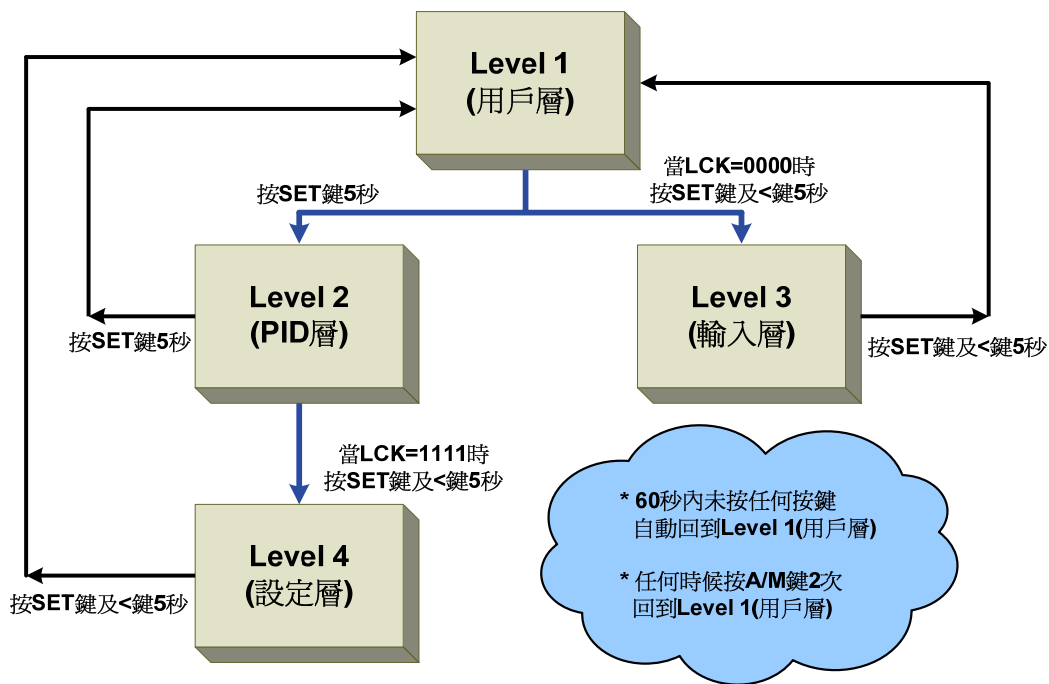 Level 1
(用戶層)
當LCK=0000時
按SET鍵及<鍵5秒
按SET鍵5秒
Level 2
(PID層)
Level 3
(輸入層)
按SET鍵5秒
按SET鍵及<鍵5秒
當LCK=1111時
按SET鍵及<鍵5秒
Level 4
(設定層)
按SET鍵及<鍵5秒
* 60秒內未按任何按鍵
自動回到Level 1(用戶層)
* 任何時候按A/M鍵2次
回到Level 1(用戶層)